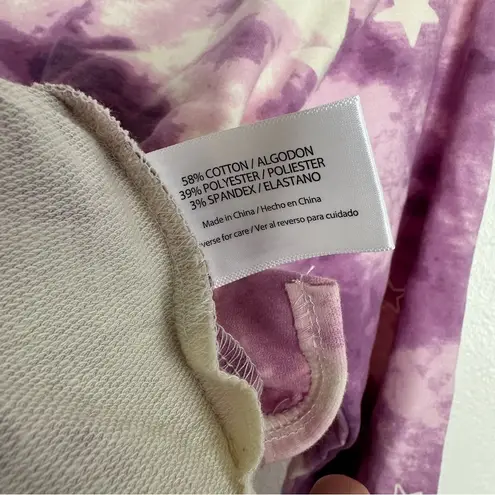 58% COTTON / ALGODON
39% POLYESTER / POLIESTER
3% SPANDEX / ELASTANO
Made in China / Hecho en China
verse for care / Ver al reverso para cuidado